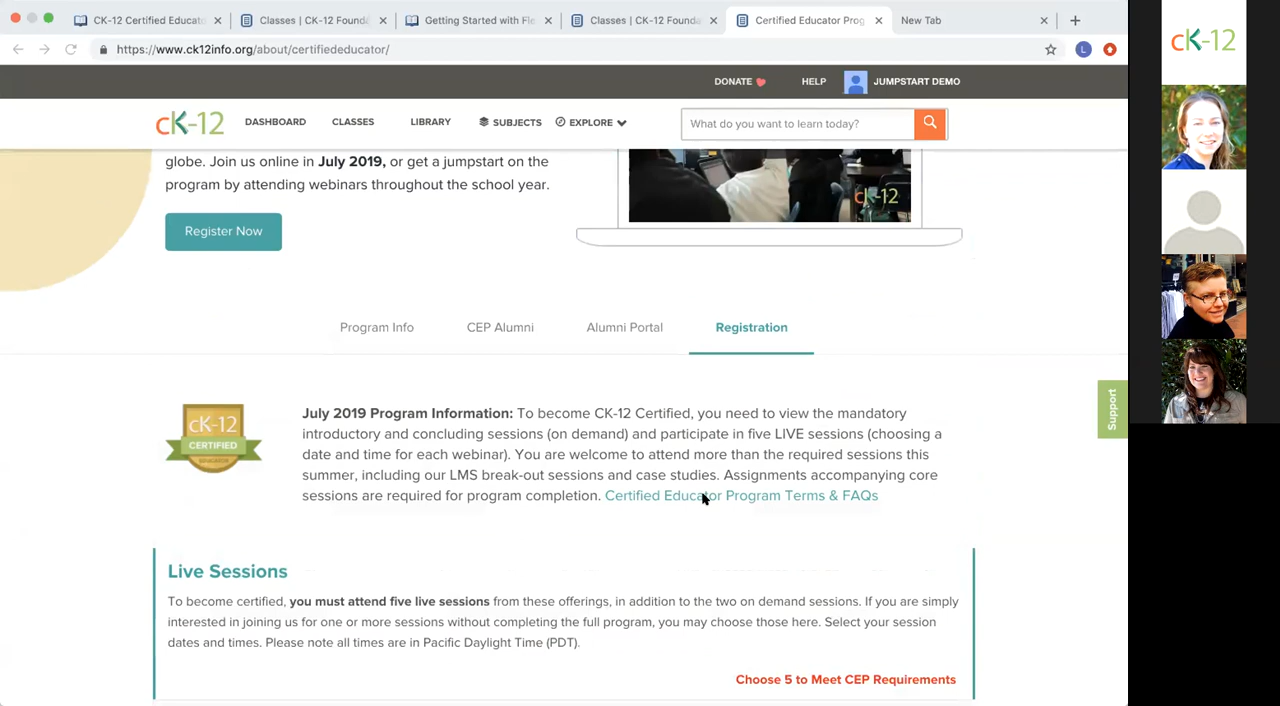 CK-12 Certified Educato
Classes | CK-12 Founda
Getting Started with Fle
Classes | CK-12 Founda
Certified Educator Prog
New Tab
https://www.ck12info.org/about/certifiededucator/
L
DONATE
HELP
JUMPSTART DEMO
cK-12
DASHBOARD
CLASSES
LIBRARY
SUBJECTS
EXPLORE
What do you want to learn today?
globe. Join us online in July 2019, or get a jumpstart on the
program by attending webinars throughout the school year.
cK-12
Register Now
Program Info
CEP Alumni
Alumni Portal
Registration
cK-12
CERTIFIED
July 2019 Program Information: To become CK-12 Certified, you need to view the mandatory
introductory and concluding sessions (on demand) and participate in five LIVE sessions (choosing a
date and time for each webinar). You are welcome to attend more than the required sessions this
summer, including our LMS break-out sessions and case studies. Assignments accompanying core
sessions are required for program completion. Certified Educator Program Terms & FAQs
Support
Live Sessions
To become certified, you must attend five live sessions from these offerings, in addition to the two on demand sessions. If you are simply
interested in joining us for one or more sessions without completing the full program, you may choose those here. Select your session
dates and times. Please note all times are in Pacific Daylight Time (PDT).
Choose 5 to Meet CEP Requirements
cK-12